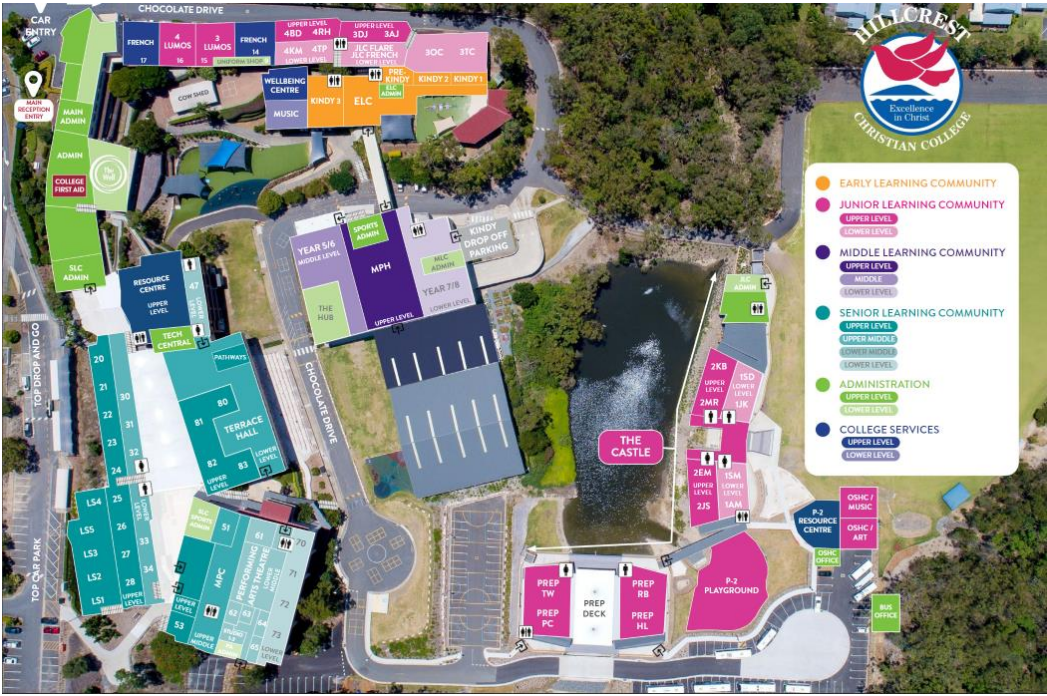 CHOCOLATE DRIVE
CAR
ENTRY
MAIN
RECEPTION
ENTRY
FRENCH
17
4
LUMOS
16
3
LUMOS
15
FRENCH
14
UNIFORM SHOP
UPPER LEVEL
4BD 4RH
4KM 4TP
LOWER LEVEL
UPPER LEVEL
3DJ 3AJ
JLC FLARE
JLC FRENCH
LOWER LEVEL
3OC
3TC
COW SHED
WELLBEING
CENTRE
MUSIC
KINDY 3
ELC
PRE-
KINDY
ELC
ADMIN
KINDY 2
KINDY 1
MAIN
ADMIN
ADMIN
COLLEGE
FIRST AID
The
Well
SLC
ADMIN
HILLCREST
Excellence
in Christ
CHRISTIAN COLLEGE
EARLY LEARNING COMMUNITY
JUNIOR LEARNING COMMUNITY
UPPER LEVEL
LOWER LEVEL
MIDDLE LEARNING COMMUNITY
UPPER LEVEL
MIDDLE
LOWER LEVEL
SENIOR LEARNING COMMUNITY
UPPER LEVEL
UPPER MIDDLE
LOWER MIDDLE
LOWER LEVEL
ADMINISTRATION
UPPER LEVEL
LOWER LEVEL
COLLEGE SERVICES
UPPER LEVEL
LOWER LEVEL
YEAR 5/6
MIDDLE LEVEL
SPORTS
ADMIN
MPH
UPPER LEVEL
THE
HUB
MLC
ADMIN
YEAR 7/8
LOWER LEVEL
KINDY
DROP OFF
PARKING
RESOURCE
CENTRE
UPPER
LEVEL
47
LOWER
LEVEL
TECH
CENTRAL
TOP DROP AND GO
CHOCOLATE DRIVE
20
21
22
23
24
30
31
32
PATHWAYS
80
81
82
83
TERRACE
HALL
UPPER
LEVEL
LOWER
LEVEL
LS4
LS5
LS3
LS2
LS1
25
26
27
28
UPPER
LEVEL
LOWER
LEVEL
33
34
TOP CAR PARK
SLC
SPORTS
ADMIN
51
MPC
UPPER
LEVEL
53
UPPER
MIDDLE
PERFORMING
ARTS THEATRE
LOWER
MIDDLE
61
62
63
64
65
70
71
72
73
LOWER
LEVEL
JLC
ADMIN
2KB
UPPER
LEVEL
2MR
1SD
LOWER
LEVEL
1JK
THE
CASTLE
2EM
UPPER
LEVEL
2JS
1SM
LOWER
LEVEL
1AM
P-2
RESOURCE
CENTRE
OSHC /
MUSIC
OSHC /
ART
OSHC
OFFICE
BUS
OFFICE
P-2
PLAYGROUND
PREP
TW
PREP
PC
PREP
DECK
PREP
RB
PREP
HL